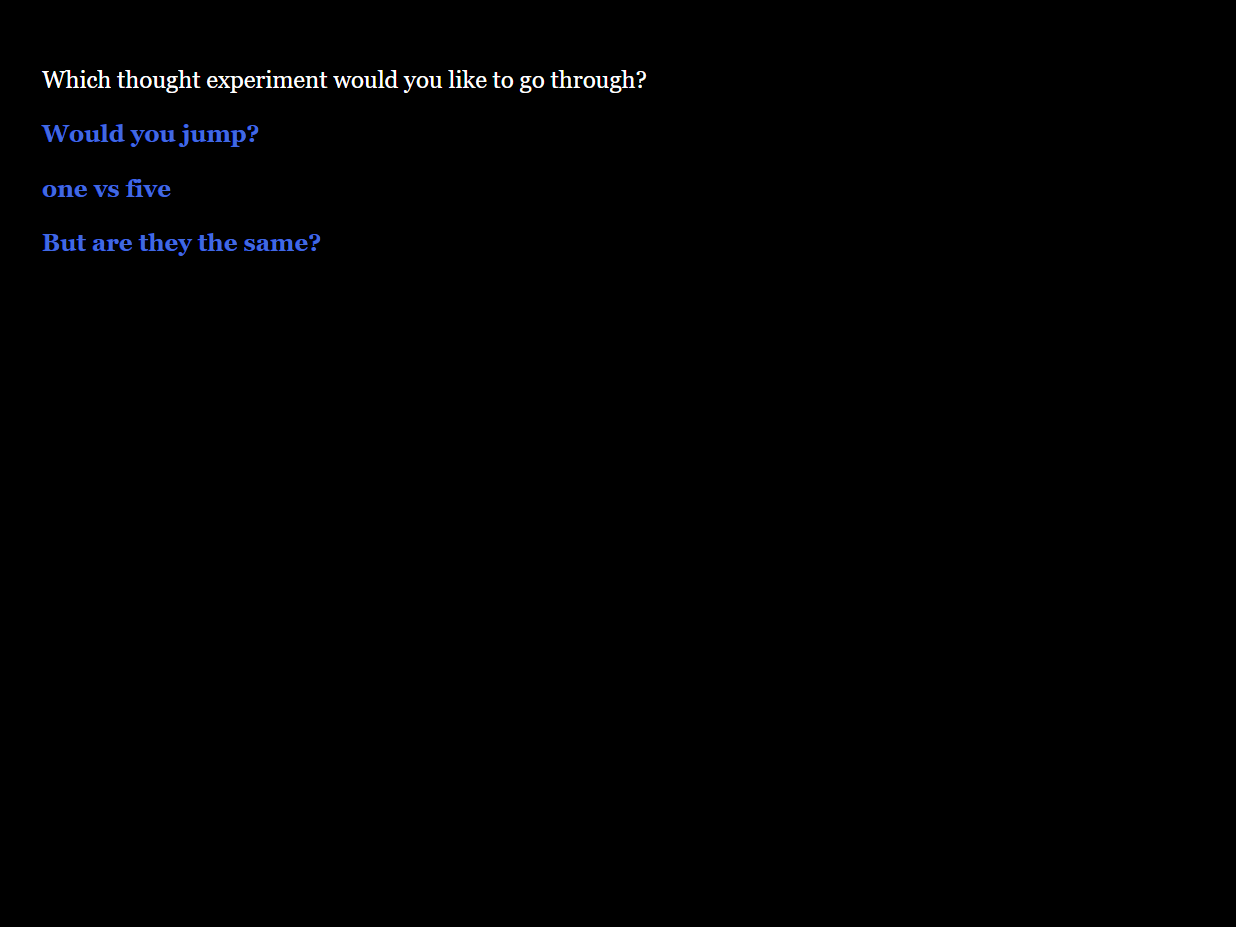 Which thought experiment would you like to go through?
Would you jump?
one vs five
But are they the same?